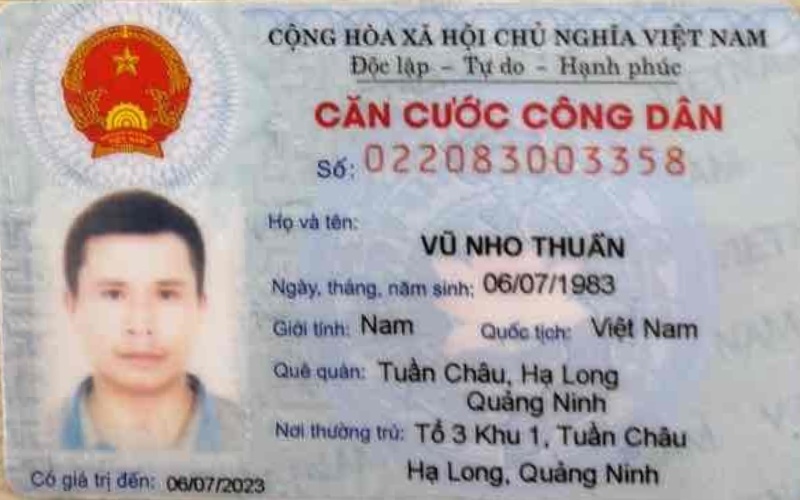 CỘNG HÒA XÃ HỘI CHỦ NGHĨA VIỆT NAM
Độc lập – Tự do – Hạnh phúc
CĂN CƯỚC CÔNG DÂN
Số: 022083003358
Họ và tên:
VŨ NHO THUẤN
Ngày, tháng, năm sinh: 06/07/1983
Giới tính: Nam Quốc tịch: Việt Nam
Quê quán: Tuần Châu, Hạ Long
Quảng Ninh
Nơi thường trú: Tổ 3 Khu 1, Tuần Châu
Hạ Long, Quảng Ninh
Có giá trị đến: 06/07/2023